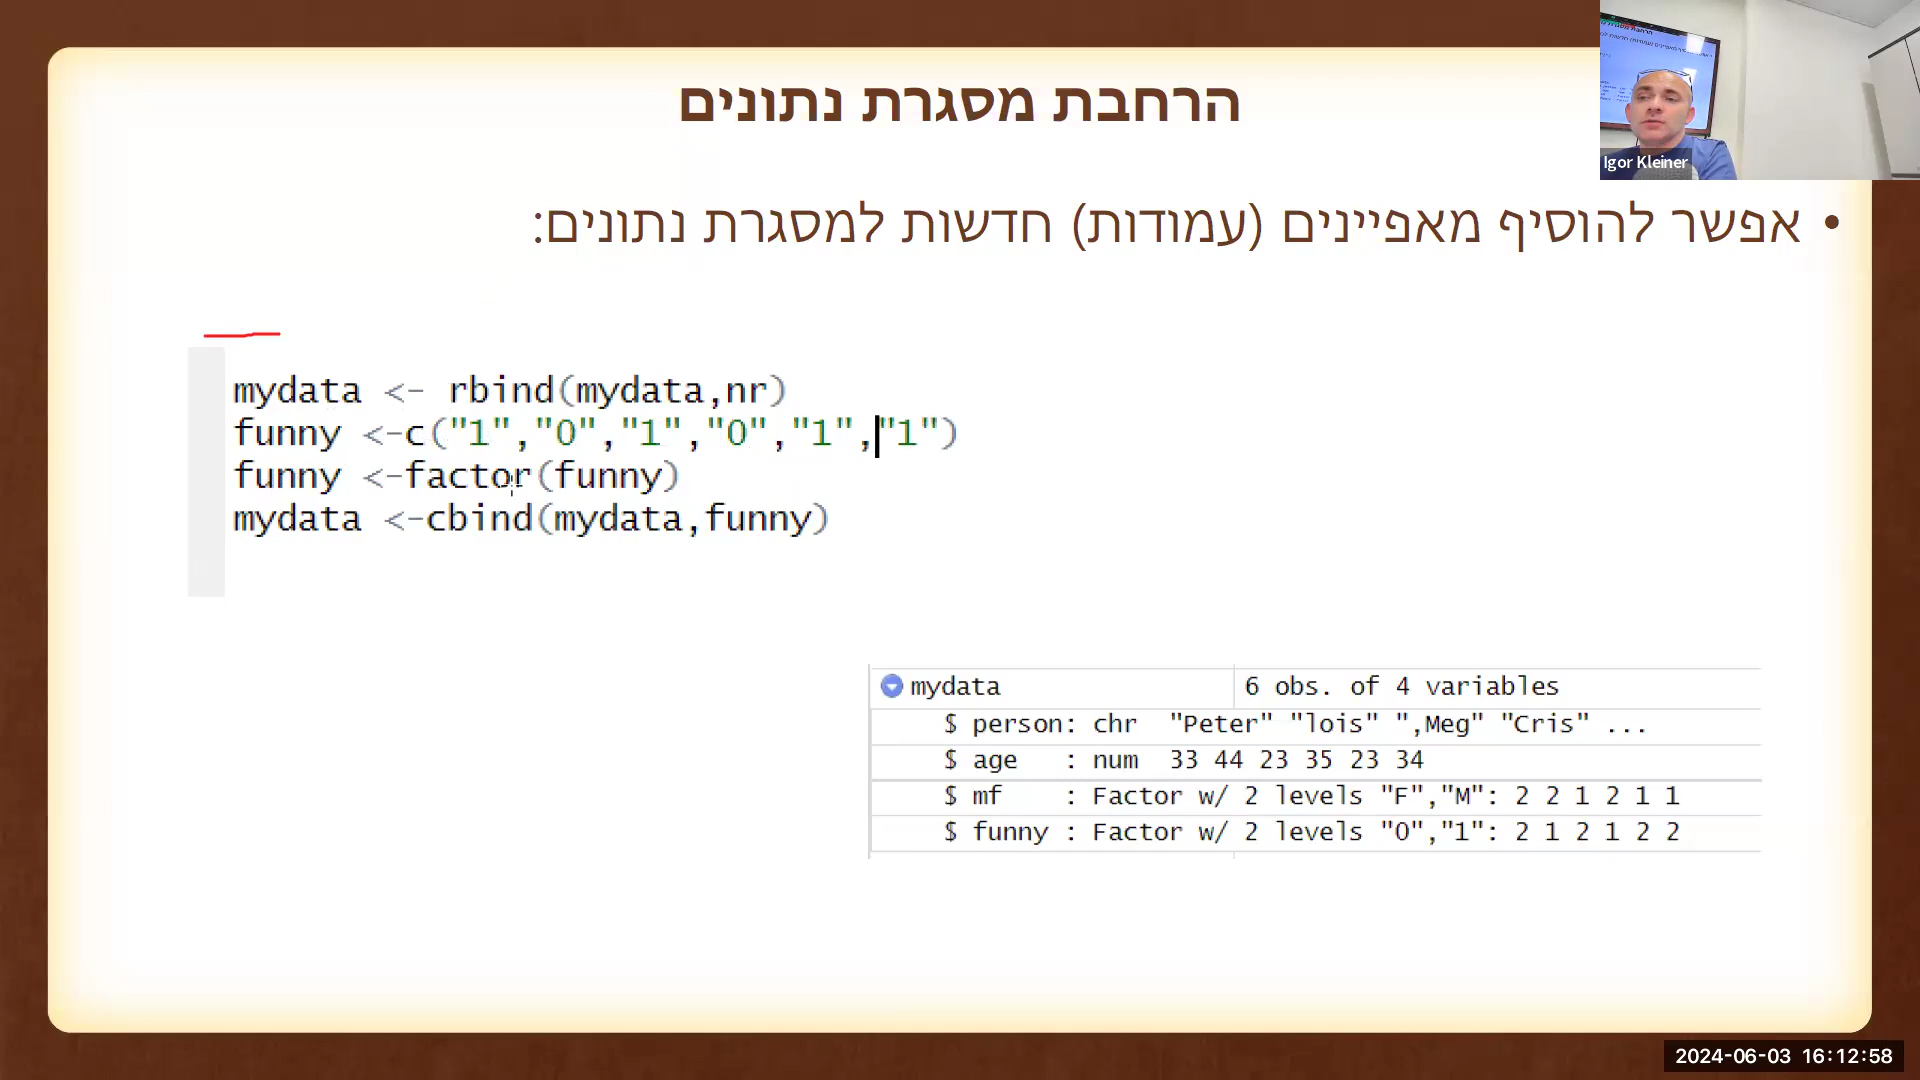 הרחבת מסגרת נתונים
• אפשר להוסיף מאפיינים (עמודות) חדשות למסגרת נתונים:
mydata <- rbind(mydata,nr)
funny <-c("1","0","1","0","1","1")
funny <-factor(funny)
mydata <-cbind(mydata,funny)
mydata 6 obs. of 4 variables
$ person: chr "Peter" "lois" ",Meg" "Cris" ...
$ age : num 33 44 23 35 23 34
$ mf : Factor w/ 2 levels "F","M": 2 2 1 2 1 1
$ funny : Factor w/ 2 levels "0","1": 2 1 2 1 2 2
Igor Kleiner
2024-06-03 16:12:58